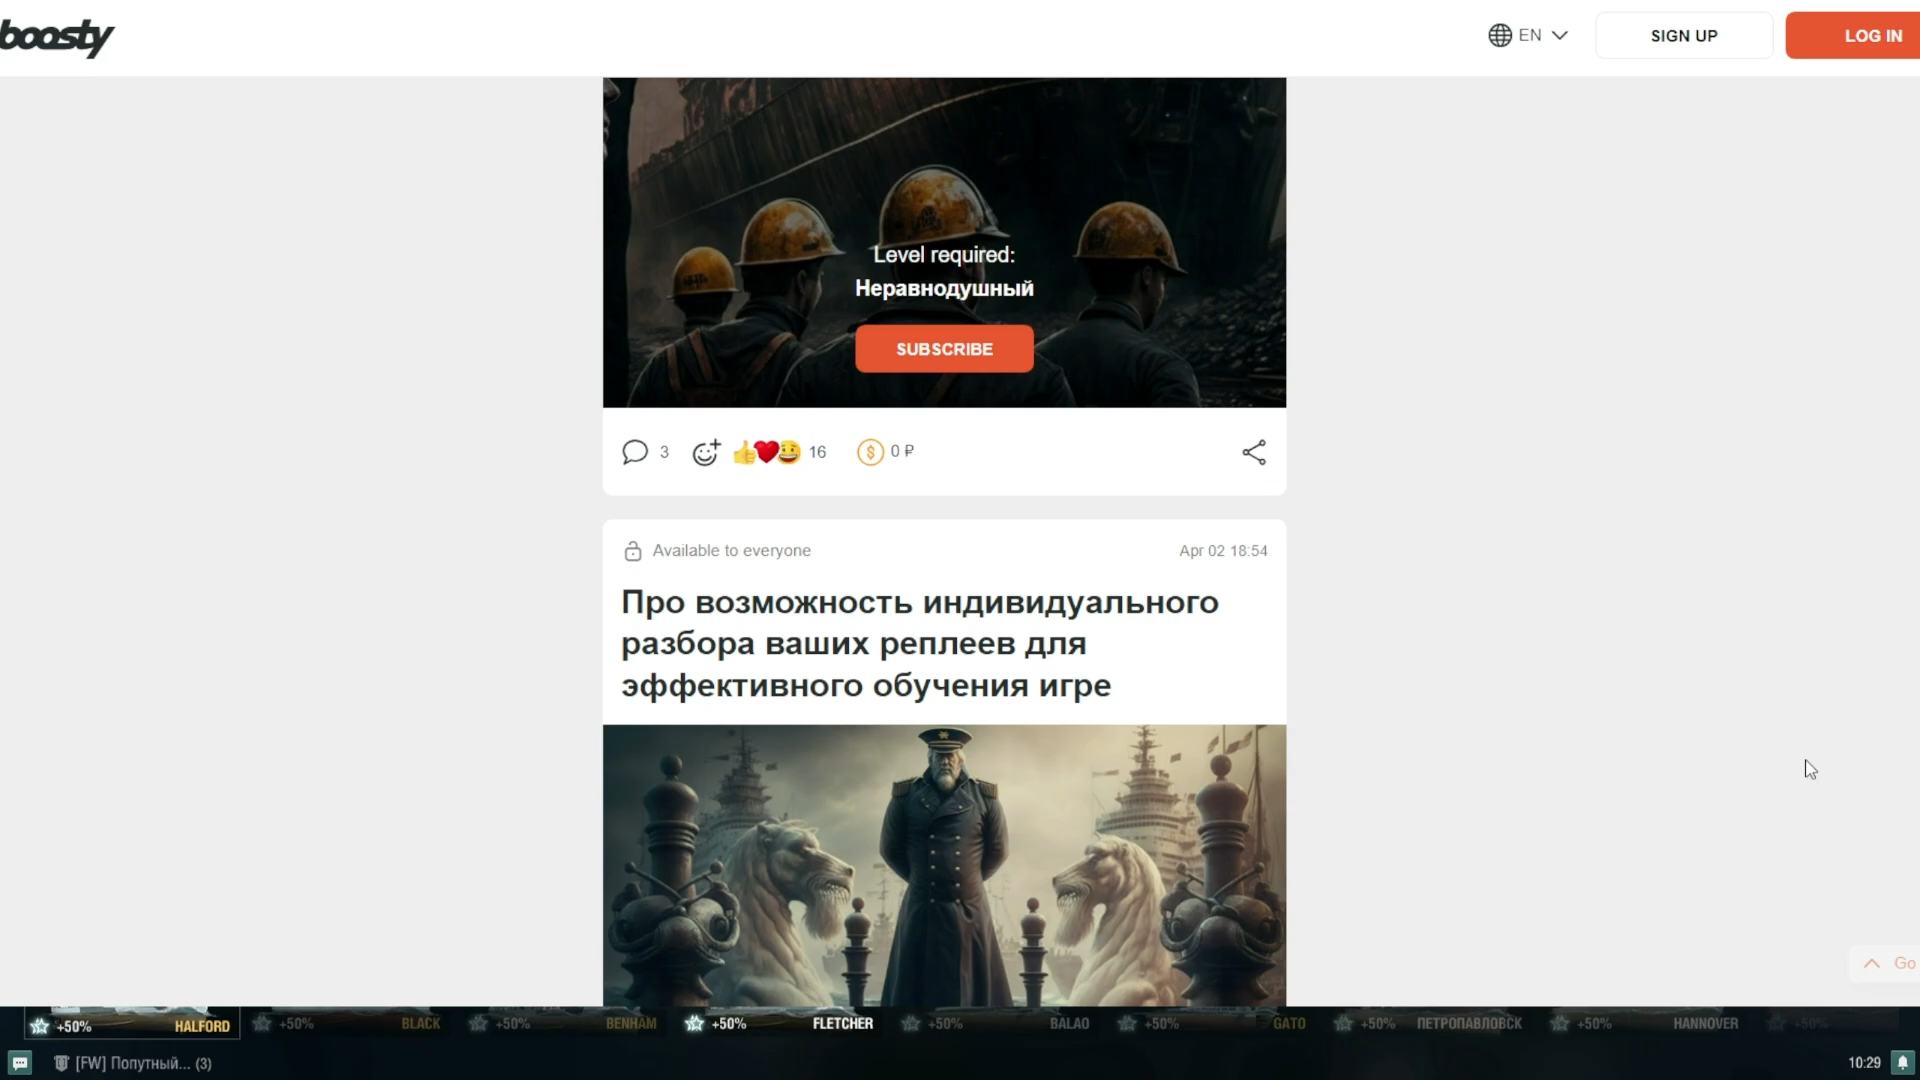 boosty
EN
SIGN UP
LOG IN
Level required:
Неравнодушный
SUBSCRIBE
3
16
0 ₽
Available to everyone
Apr 02 18:54
Про возможность индивидуального
разбора ваших реплеев для
эффективного обучения игре
Go
+50% HALFORD
+50% BLACK
+50% BENHAM
+50% FLETCHER
+50% BALAO
+50% GATO
+50% ПЕТРОПАВЛОВСК
+50% HANNOVER
+50%
[FW] Попутный... (3)
10:29